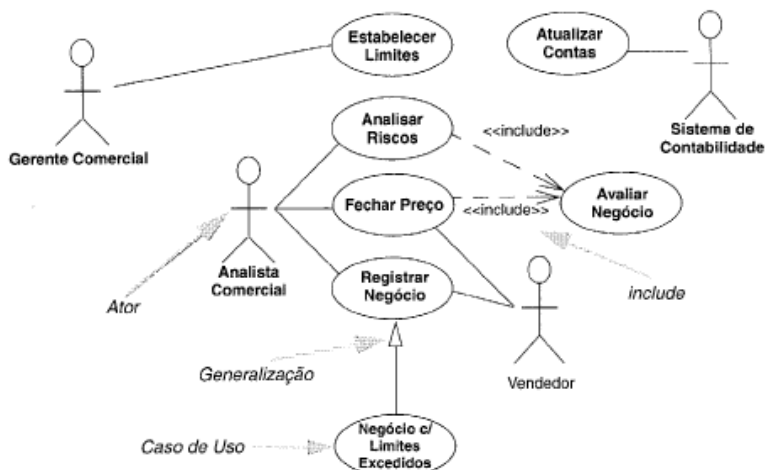 Estabelecer
Limites
Atualizar
Contas
Gerente Comercial
Sistema de
Contabilidade
Analisar
Riscos
<<include>>
Fechar Preço
<<include>>
Avaliar
Negócio
Ator
Analista
Comercial
Registrar
Negócio
include
Generalização
Vendedor
Caso de Uso
Negócio c/
Limites
Excedidos